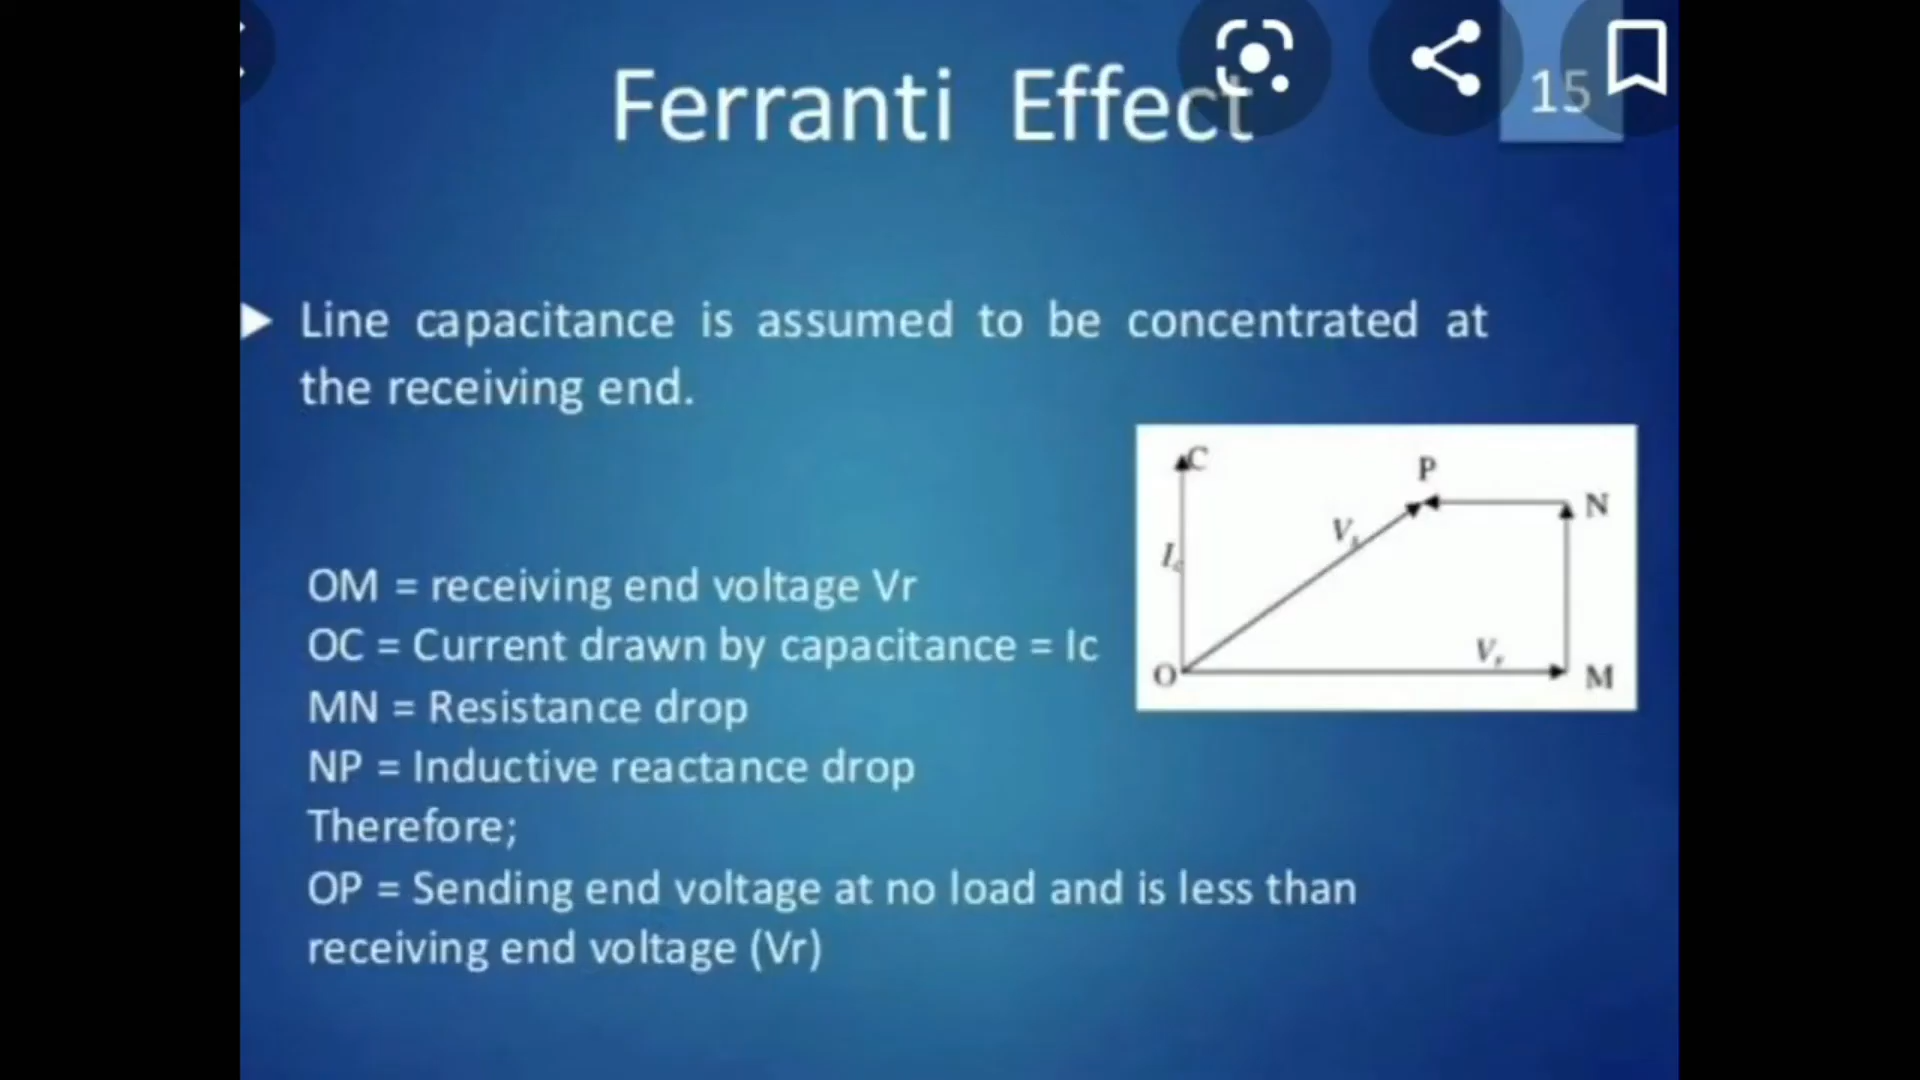 Ferranti Effect
15
Line capacitance is assumed to be concentrated at
the receiving end.
C
P
N
Vs
Ic
Vr
O
M
OM = receiving end voltage Vr
OC = Current drawn by capacitance = Ic
MN = Resistance drop
NP = Inductive reactance drop
Therefore;
OP = Sending end voltage at no load and is less than
receiving end voltage (Vr)